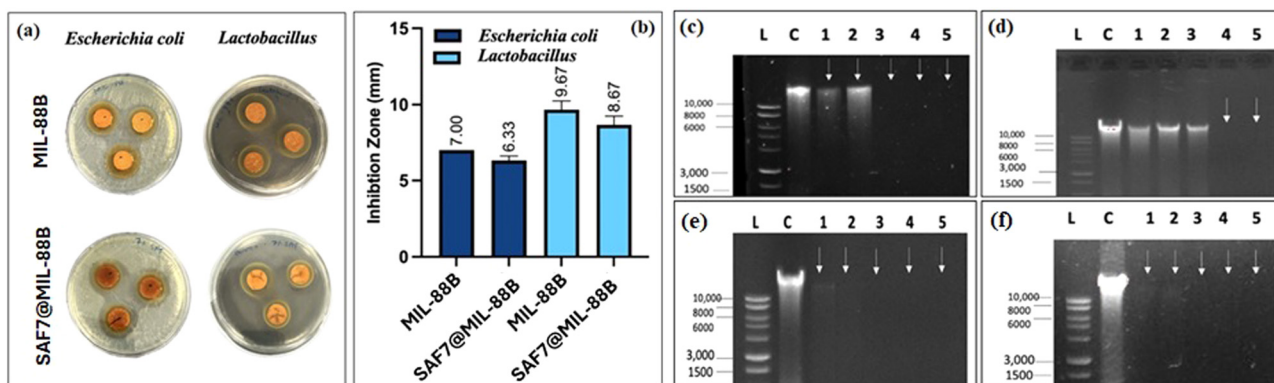 (a)
Escherichia coli Lactobacillus
MIL-88B
SAF7@MIL-88B
(b)
Escherichia coli
Lactobacillus
Inhibtion Zone (mm)
15
10
5
0
7.00
6.33
9.67
8.67
MIL-88B
SAF7@MIL-88B
MIL-88B
SAF7@MIL-88B
(c)
L C 1 2 3 4 5
10,000
8000
6000
3,000
1500
(d)
L C 1 2 3 4 5
10,000
8000
6000
3,000
1500
(e)
L C 1 2 3 4 5
10,000
8000
6000
3,000
1500
(f)
L C 1 2 3 4 5
10,000
8000
6000
3,000
1500